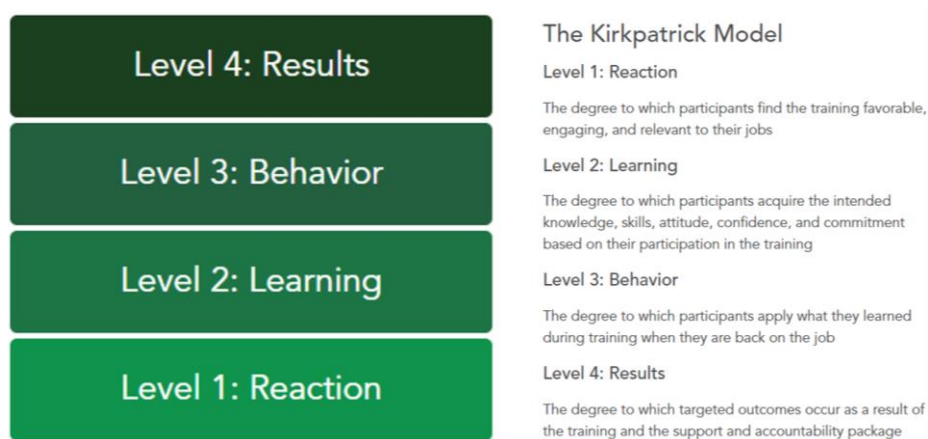 Level 4: Results
Level 3: Behavior
Level 2: Learning
Level 1: Reaction
The Kirkpatrick Model
Level 1: Reaction
The degree to which participants find the training favorable,
engaging, and relevant to their jobs
Level 2: Learning
The degree to which participants acquire the intended
knowledge, skills, attitude, confidence, and commitment
based on their participation in the training
Level 3: Behavior
The degree to which participants apply what they learned
during training when they are back on the job
Level 4: Results
The degree to which targeted outcomes occur as a result of
the training and the support and accountability package